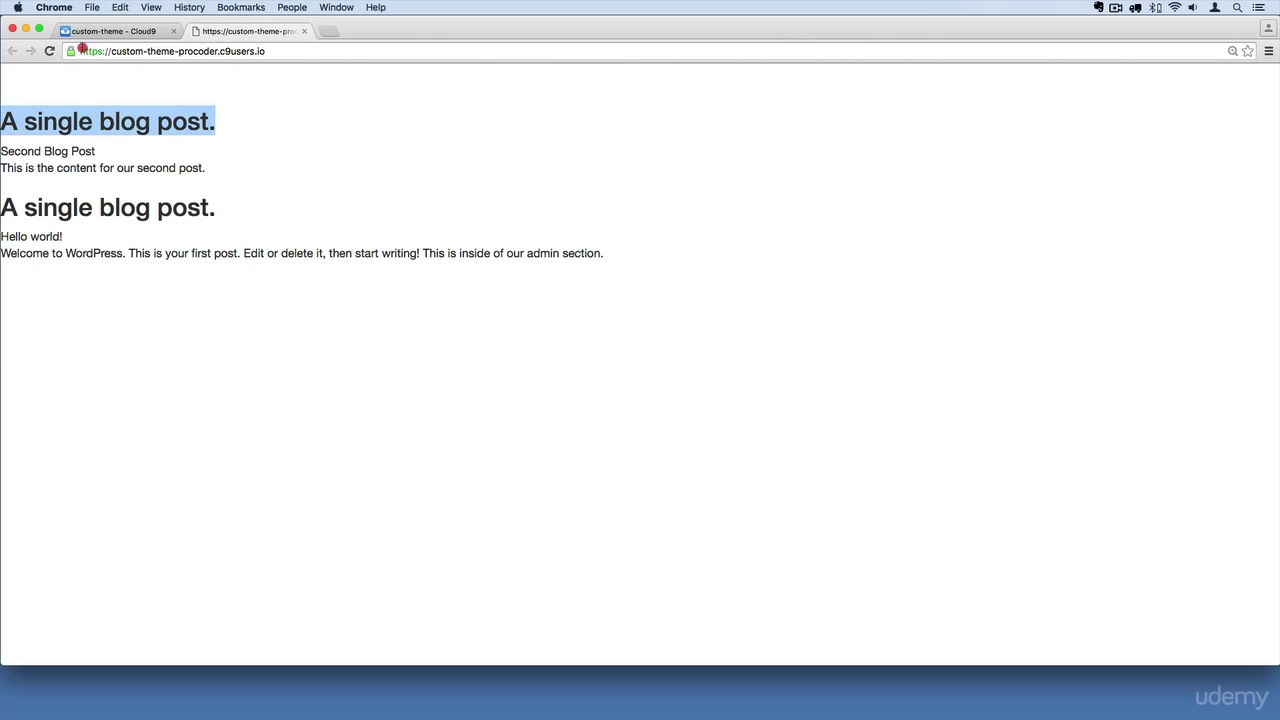 Chrome File Edit View History Bookmarks People Window Help
custom-theme - Cloud9
https://custom-theme-pro
https://custom-theme-procoder.c9users.io
A single blog post.
Second Blog Post
This is the content for our second post.
A single blog post.
Hello world!
Welcome to WordPress. This is your first post. Edit or delete it, then start writing! This is inside of our admin section.
udemy